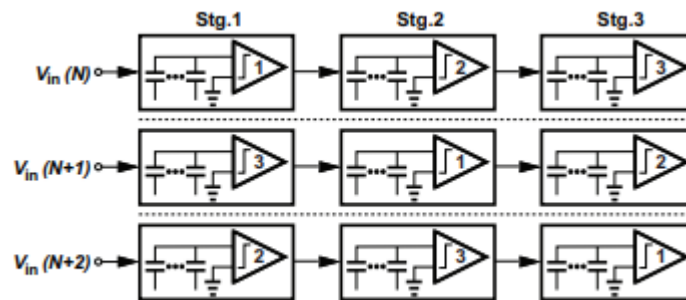 Stg.1 Stg.2 Stg.3
Vin (N) 1 2 3
Vin (N+1) 3 1 2
Vin (N+2) 2 3 1